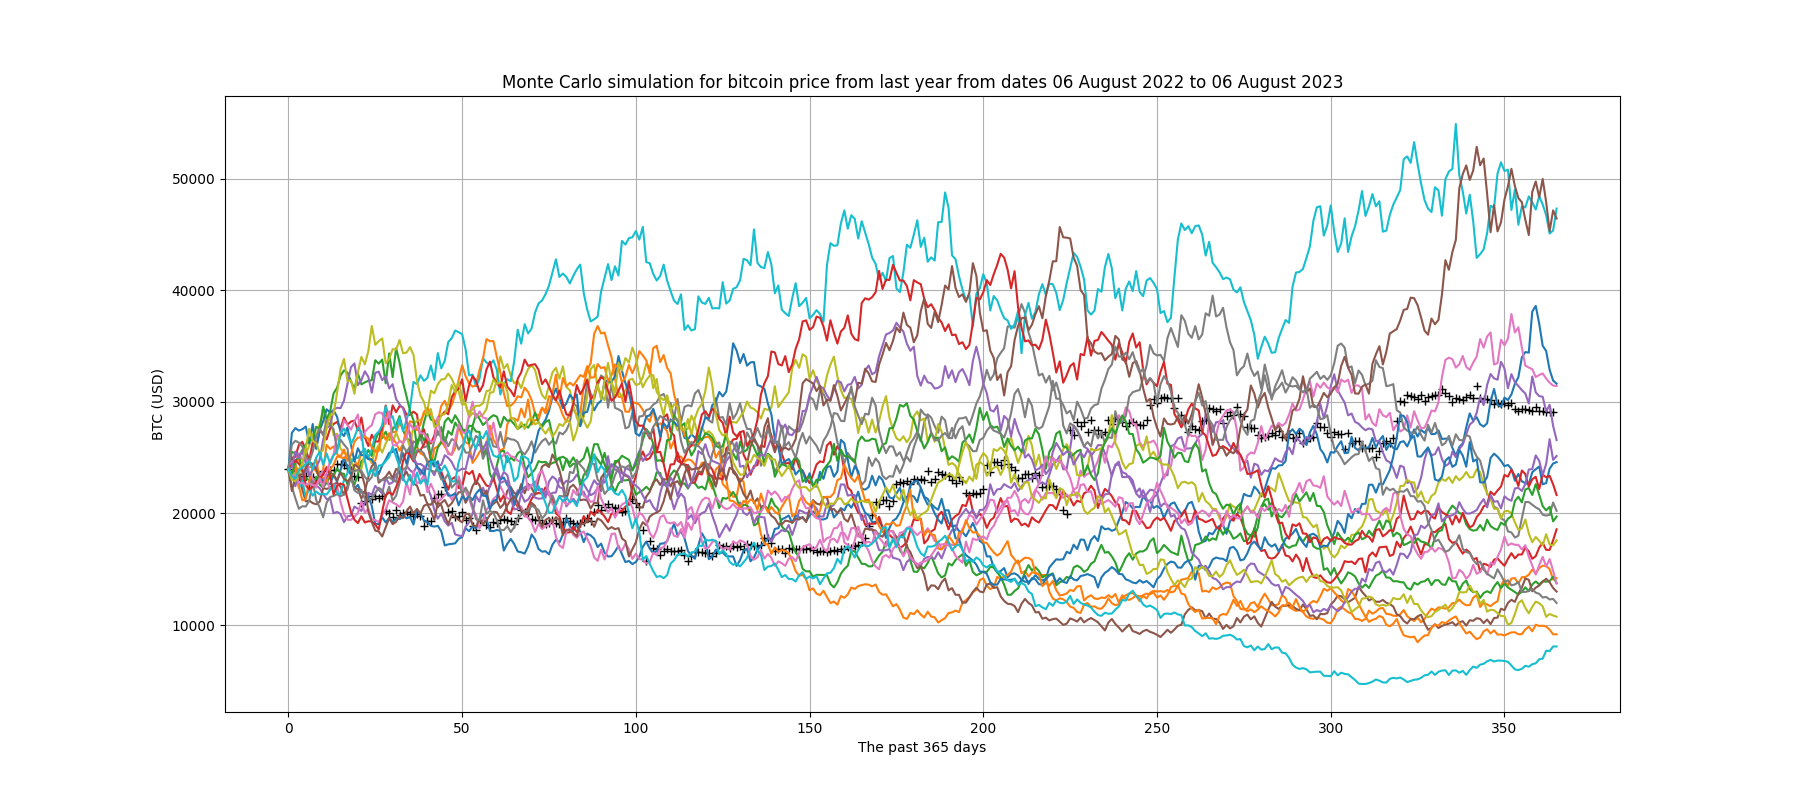 Monte Carlo simulation for bitcoin price from last year from dates 06 August 2022 to 06 August 2023
50000
40000
30000
20000
10000
BTC (USD)
0 50 100 150 200 250 300 350
The past 365 days